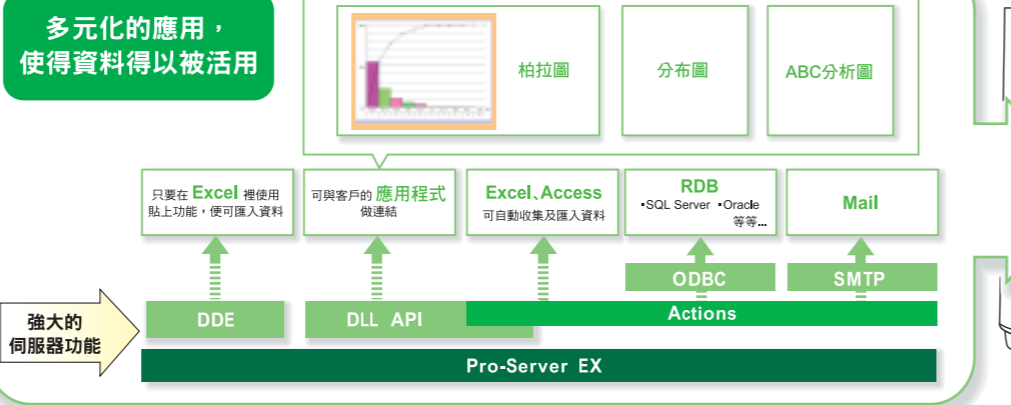 多元化的應用，
使得資料得以被活用
柏拉圖
分布圖
ABC分析圖
只要在 Excel 裡使用
貼上功能，便可匯入資料
可與客戶的 應用程式
做連結
Excel、Access
可自動收集及匯入資料
RDB
▪SQL Server ▪Oracle
等等...
Mail
ODBC
SMTP
強大的
伺服器功能
DDE
DLL API
Actions
Pro-Server EX